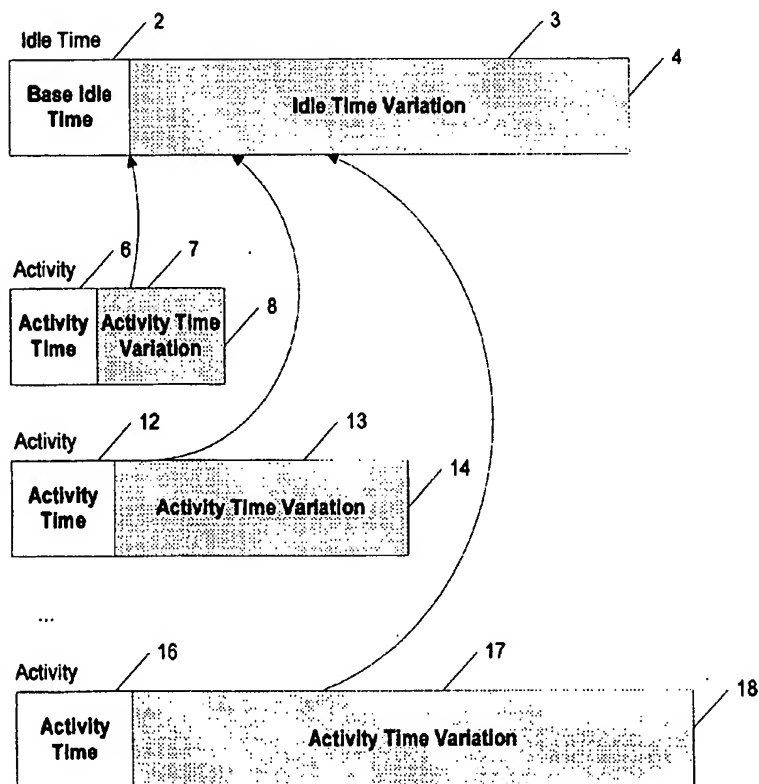 2
3
Idle Time
4
Base Idle
Time
Idle Time Variation
6
7
Activity
8
Activity
Time
Activity Time
Variation
12
13
Activity
14
Activity
Time
Activity Time Variation
...
16
17
Activity
18
Activity
Time
Activity Time Variation